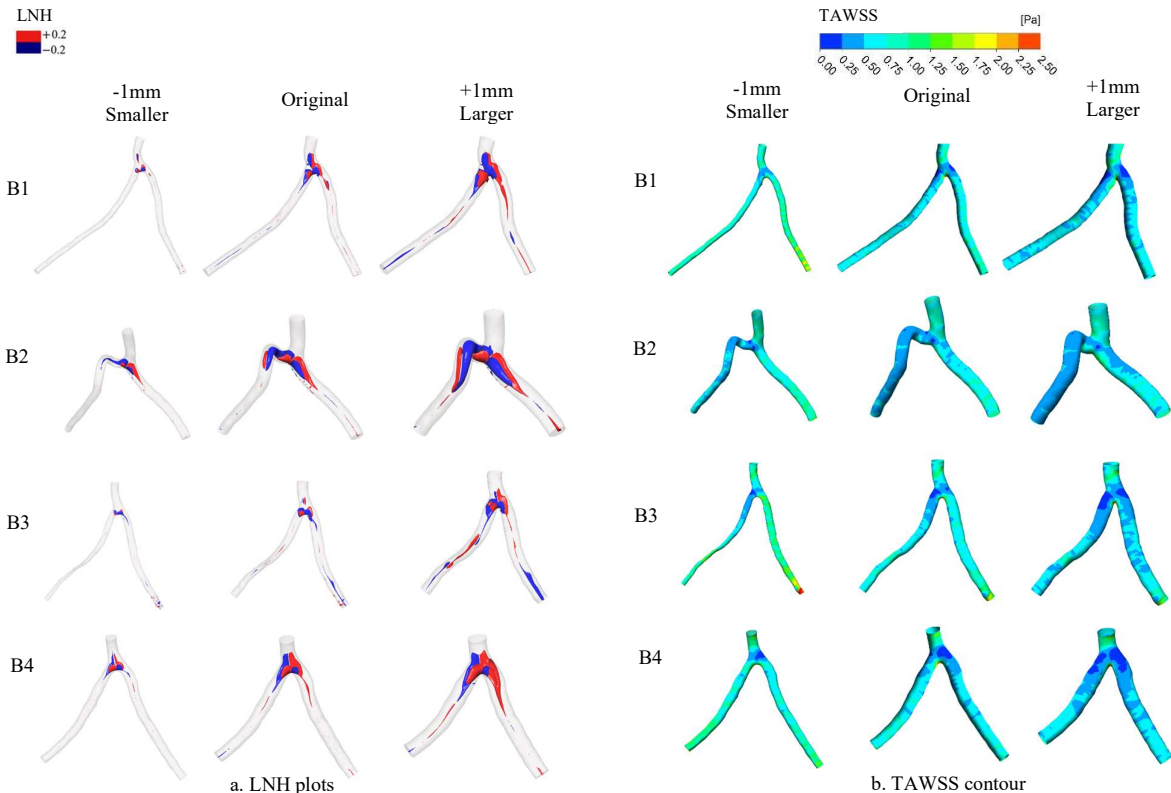 LNH
+0.2
−0.2
-1mm
Smaller
Original
+1mm
Larger
B1
B2
B3
B4
a. LNH plots
TAWSS
[Pa]
0.00 0.25 0.50 0.75 1.00 1.25 1.50 1.75 2.00 2.25 2.50
-1mm
Smaller
Original
+1mm
Larger
B1
B2
B3
B4
b. TAWSS contour